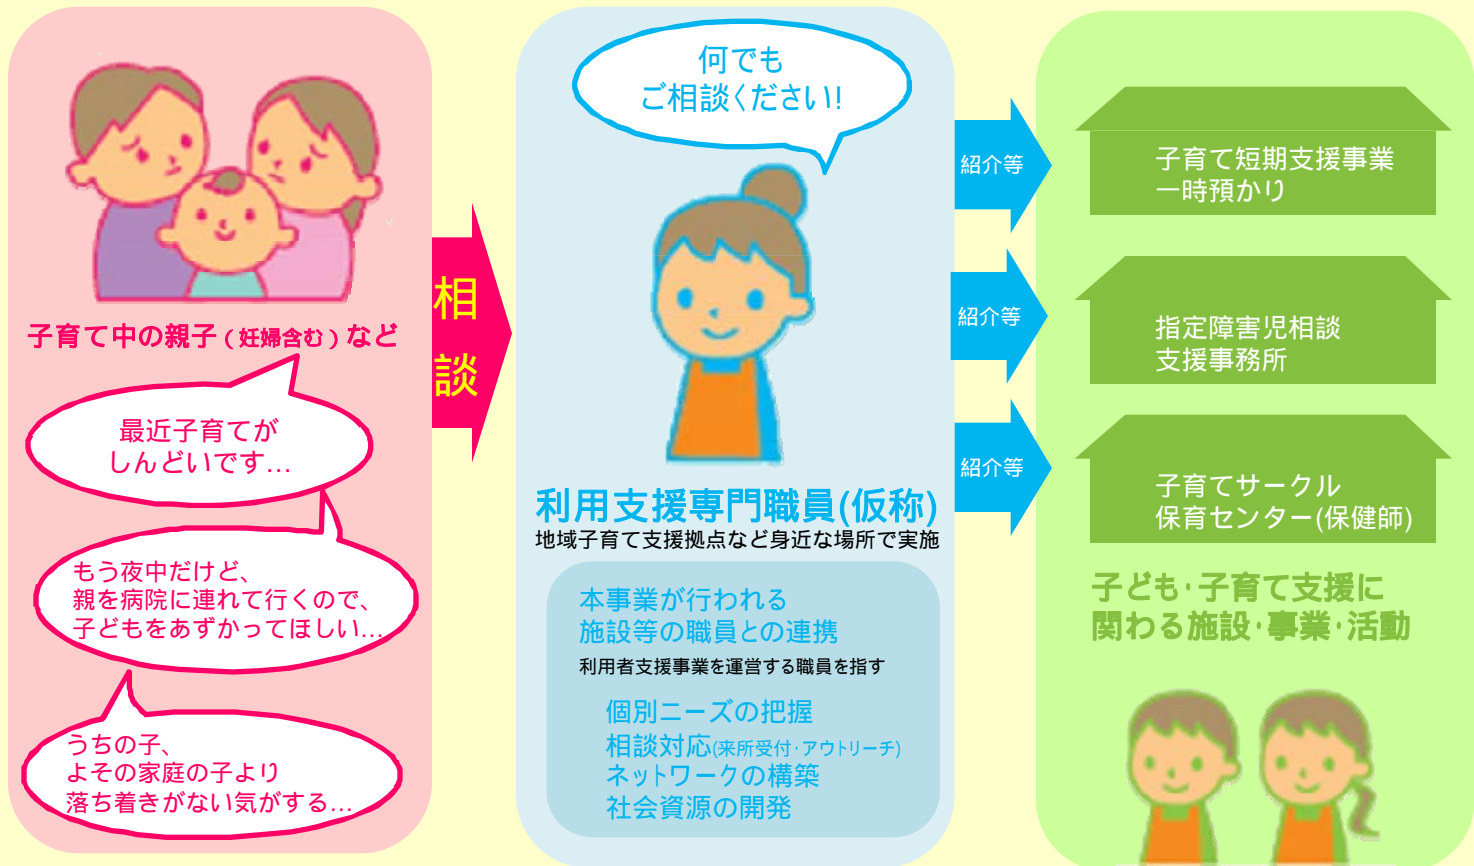 子育て中の親子(妊婦含む)など
最近子育てが
しんどいです…
もう夜中だけど、
親を病院に連れて行くので、
子どもをあずかってほしい…
うちの子、
よその家庭の子より
落ち着きがない気がする…
相
談
何でも
ご相談ください!
利用支援専門職員(仮称)
地域子育て支援拠点など身近な場所で実施
本事業が行われる
施設等の職員との連携
利用者支援事業を運営する職員を指す
個別ニーズの把握
相談対応(来所受付・アウトリーチ)
ネットワークの構築
社会資源の開発
紹介等
紹介等
紹介等
子育て短期支援事業
一時預かり
指定障害児相談
支援事務所
子育てサークル
保育センター(保健師)
子ども・子育て支援に
関わる施設・事業・活動